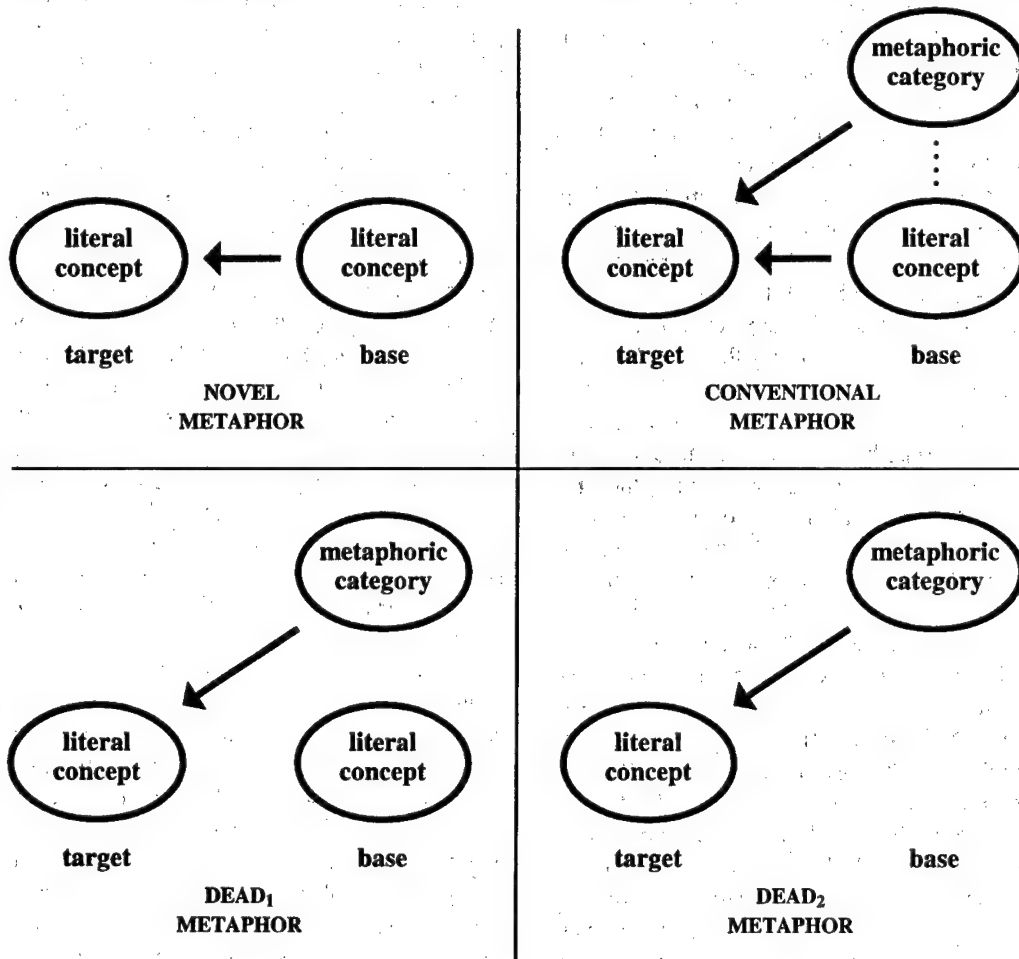 literal
concept
literal
concept
target
base
NOVEL
METAPHOR
metaphoric
category
literal
concept
literal
concept
target
base
CONVENTIONAL
METAPHOR
metaphoric
category
literal
concept
literal
concept
target
base
DEAD₁
METAPHOR
metaphoric
category
literal
concept
target
base
DEAD₂
METAPHOR